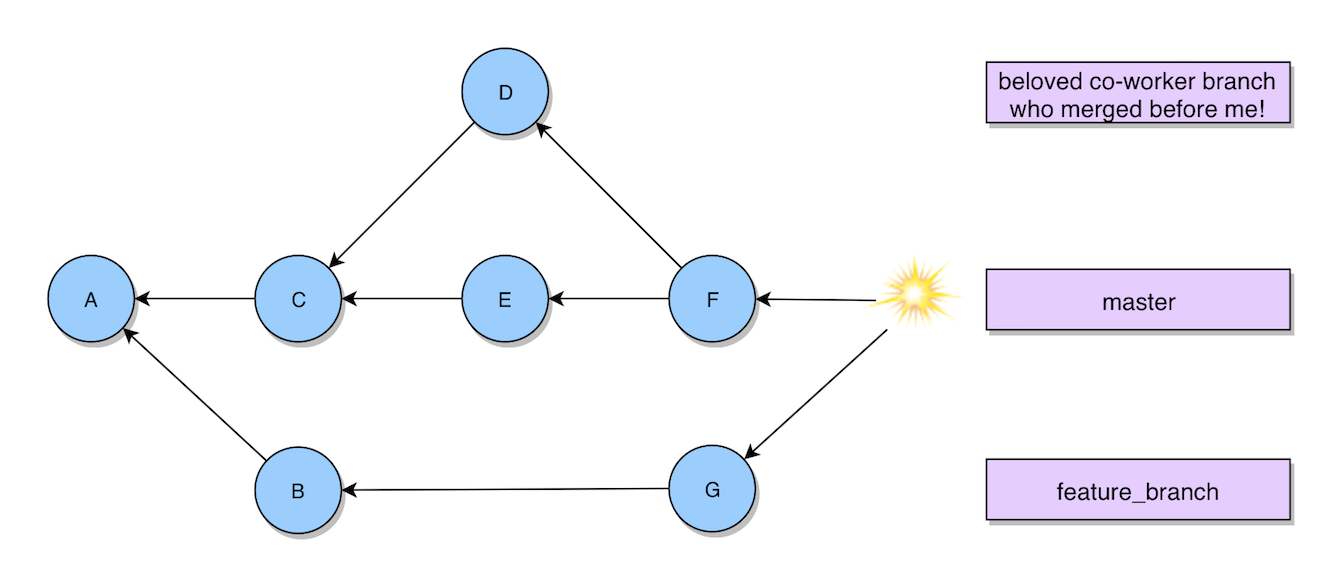 D
beloved co-worker branch
who merged before me!
A
C
E
F
master
B
G
feature_branch